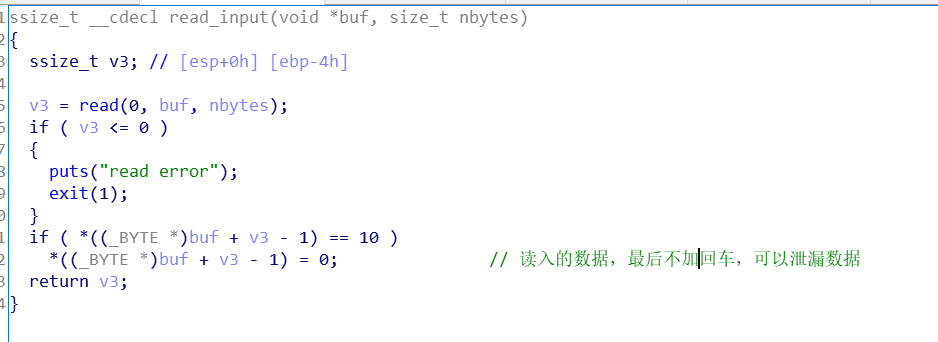 1 ssize_t __cdecl read_input(void *buf, size_t nbytes)
2 {
3   ssize_t v3; // [esp+0h] [ebp-4h]
4
5   v3 = read(0, buf, nbytes);
6   if ( v3 <= 0 )
7   {
8     puts("read error");
9     exit(1);
0   }
1   if ( *((_BYTE *)buf + v3 - 1) == 10 )
2     *((_BYTE *)buf + v3 - 1) = 0;                // 读入的数据，最后不加回车，可以泄漏数据
3   return v3;
4 }